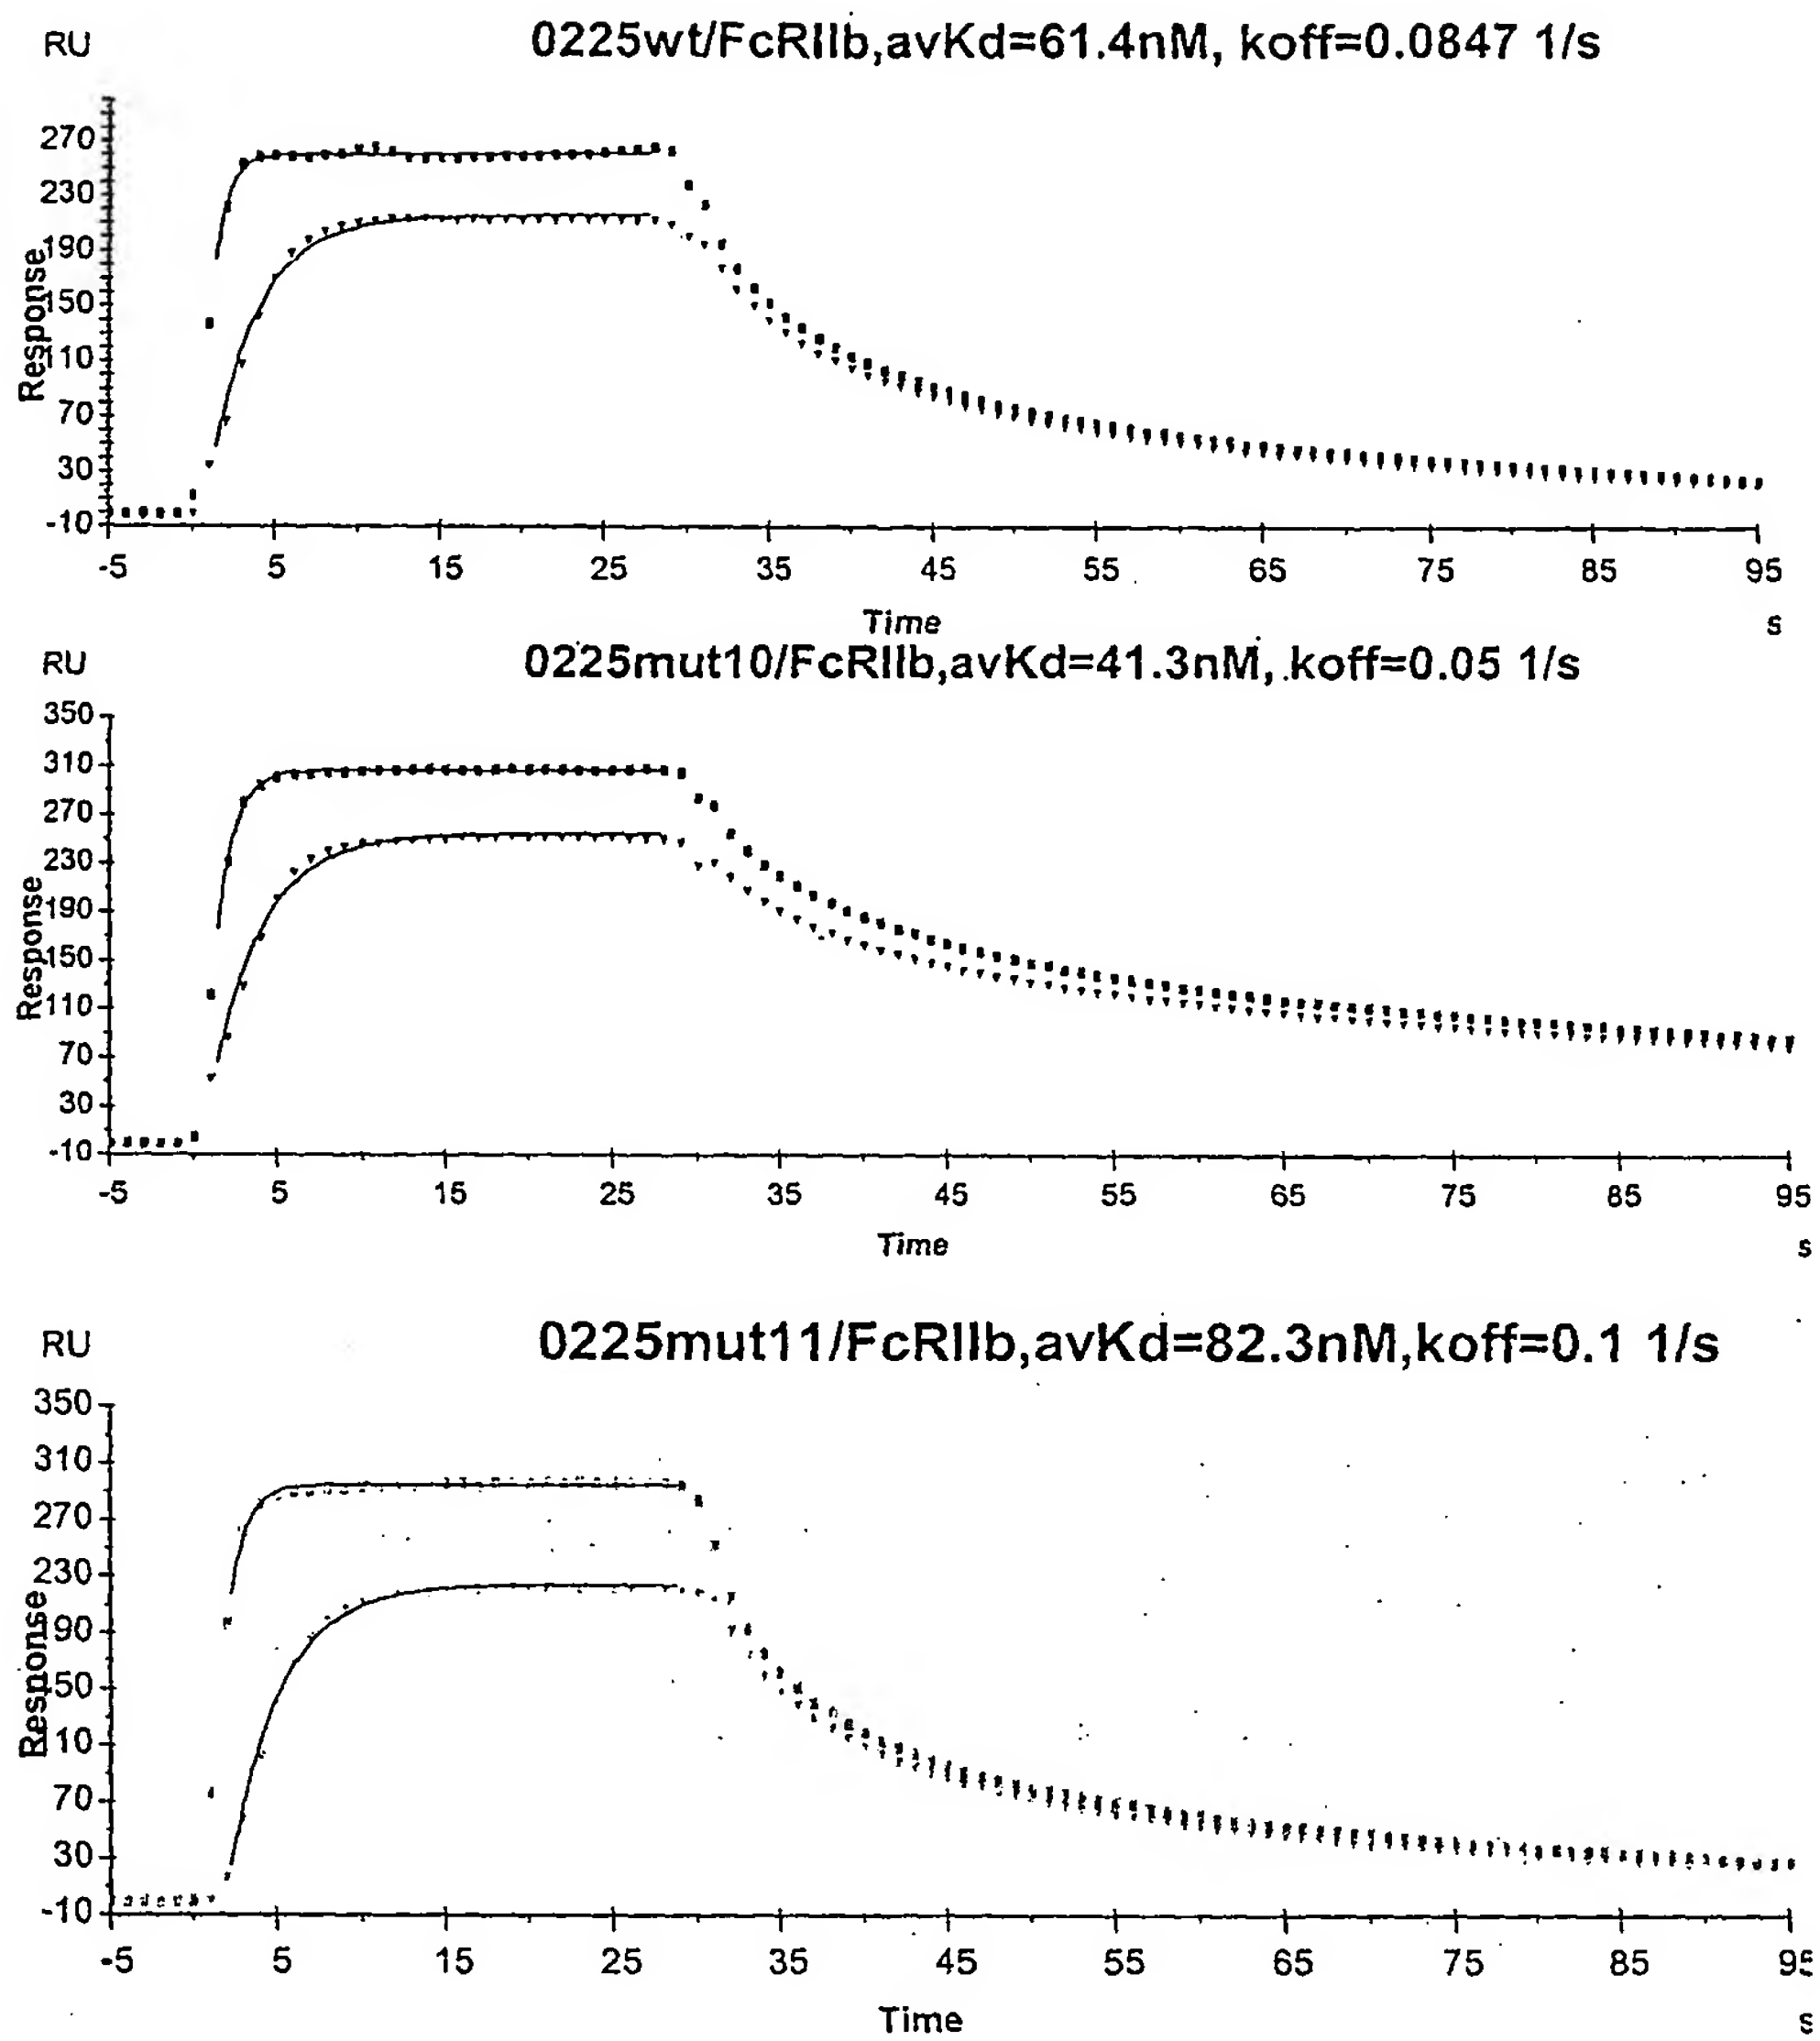 0225wt/FcRIIb,avKd=61.4nM, koff=0.0847 1/s
RU
270
230
190
150
110
70
30
-10
Response
-5 5 15 25 35 45 55 65 75 85 95
Time
s
0225mut10/FcRIIb,avKd=41.3nM, koff=0.05 1/s
RU
350
310
270
230
190
150
110
70
30
-10
Response
-5 5 15 25 35 45 55 65 75 85 95
Time
s
0225mut11/FcRIIb,avKd=82.3nM,koff=0.1 1/s
RU
350
310
270
230
190
150
110
70
30
-10
Response
-5 5 15 25 35 45 55 65 75 85 95
Time
s